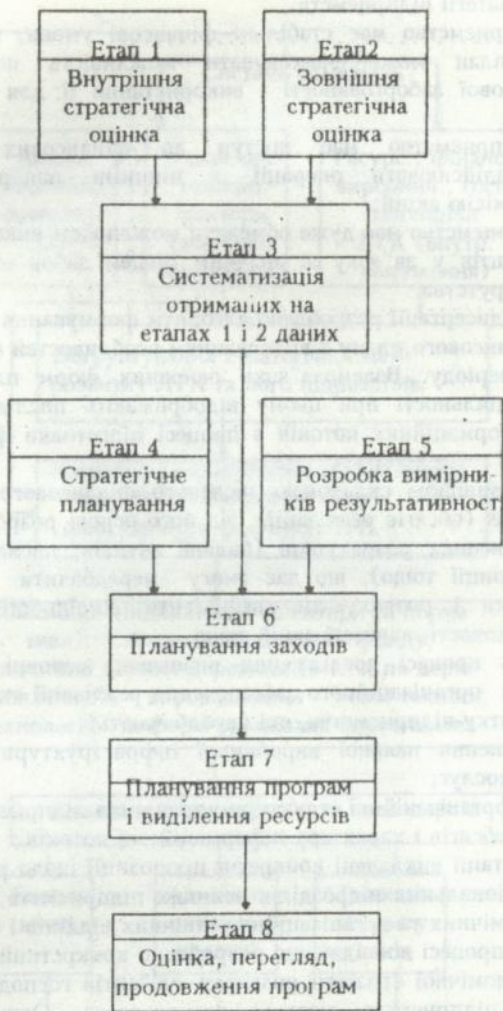 Етап 1
Внутрішня
стратегічна
оцінка
Етап2
Зовнішня
стратегічна
оцінка
Етап 3
Систематизація
отриманих на
етапах 1 і 2 даних
Етап 4
Стратегічне
планування
Етап 5
Розробка вимірни-
ків результативності
Етап 6
Планування заходів
Етап 7
Планування програм
і виділення ресурсів
Етап 8
Оцінка, перегляд,
продовження програм